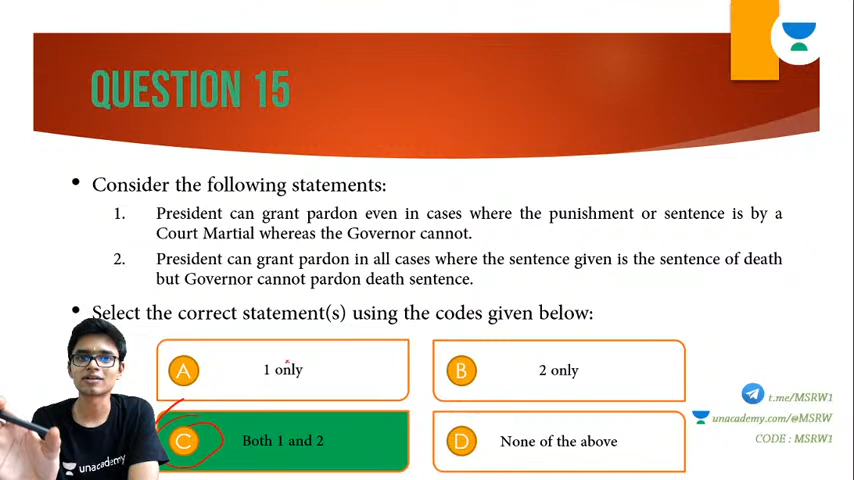 QUESTION 15
• Consider the following statements:
1. President can grant pardon even in cases where the punishment or sentence is by a
Court Martial whereas the Governor cannot.
2. President can grant pardon in all cases where the sentence given is the sentence of death
but Governor cannot pardon death sentence.
• Select the correct statement(s) using the codes given below:
A 1 only
B 2 only
C Both 1 and 2
D None of the above
t.me/MSRW1
unacademy.com/@MSRW
CODE : MSRW1
unacademy